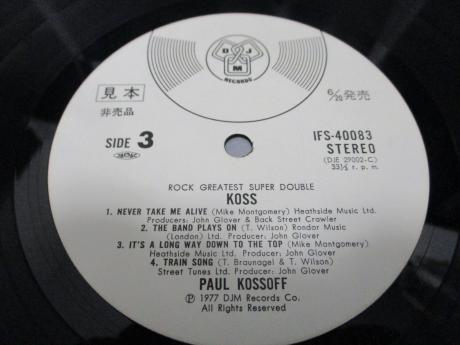 D J M
RECORDS
見本
非売品
6/25発売
SIDE 3
IFS-40083
STEREO
(DJE 29002-C)
33⅓ r. p. m.
ROCK GREATEST SUPER DOUBLE
KOSS
1. NEVER TAKE ME ALIVE (Mike Montgomery) Heathside Music Ltd.
Producers: John Glover & Back Street Crawler
2. THE BAND PLAYS ON (T. Wilson) Rondor Music
(London) Ltd. Producer: John Glover
3. IT'S A LONG WAY DOWN TO THE TOP (Mike Montgomery)
Heathside Music Ltd. Producer: John Glover
4. TRAIN SONG (T. Braunagel & T. Wilson)
Street Tunes Ltd. Producer: John Glover
PAUL KOSSOFF
Ⓟ 1977 DJM Records Co.
All Rights Reserved